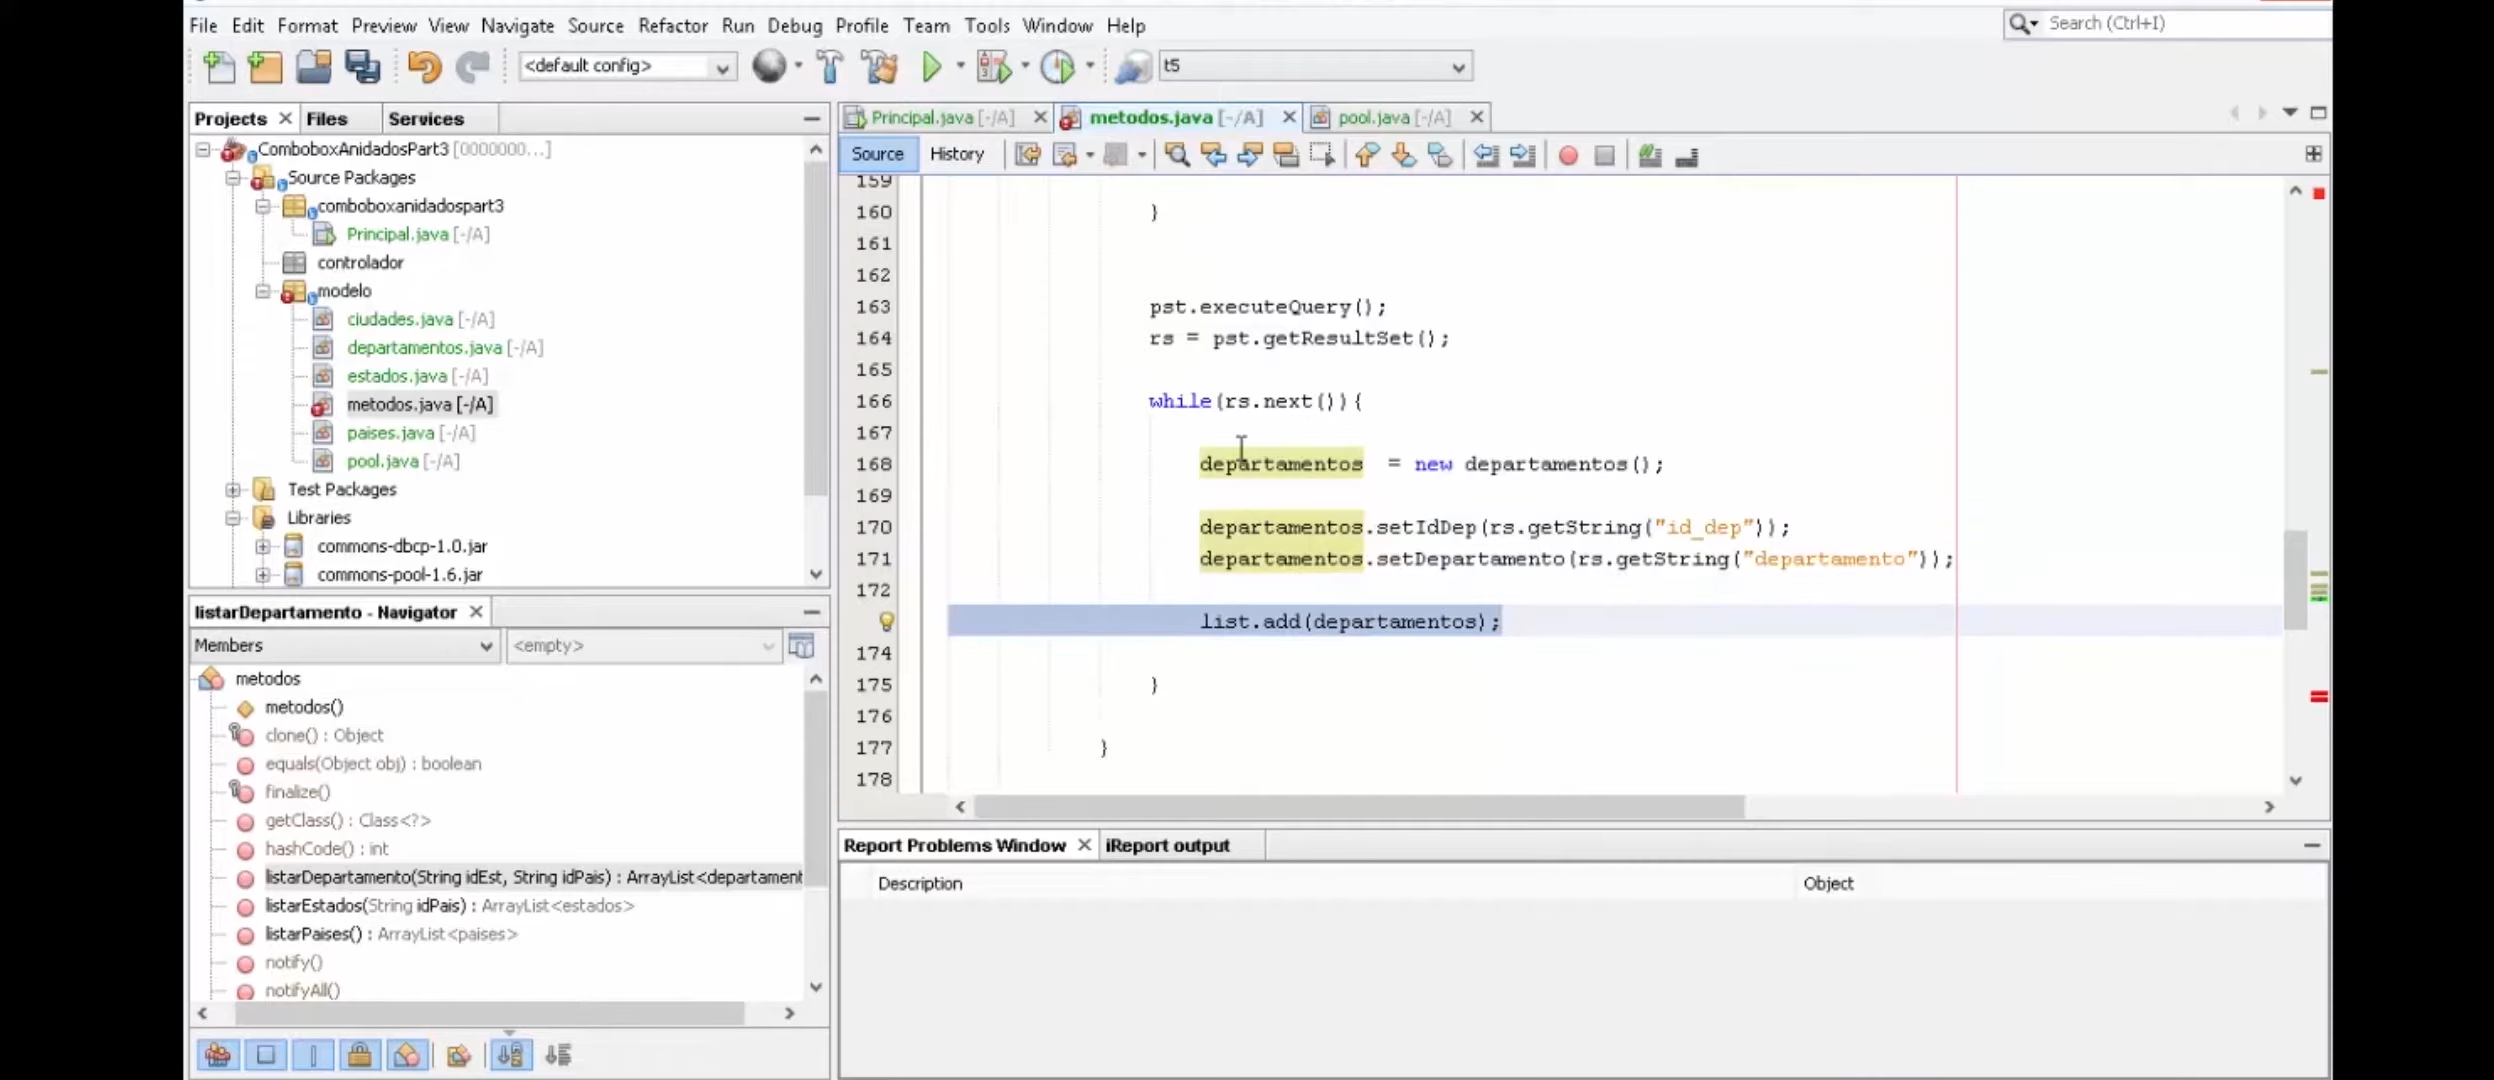 File Edit Format Preview View Navigate Source Refactor Run Debug Profile Team Tools Window Help
Search (Ctrl+I)
<default config>
t5
Projects
Files
Services
ComboboxAnidadosPart3 [0000000...]
Source Packages
comboboxanidadospart3
Principal.java [-/A]
controlador
modelo
ciudades.java [-/A]
departamentos.java [-/A]
estados.java [-/A]
metodos.java [-/A]
paises.java [-/A]
pool.java [-/A]
Test Packages
Libraries
commons-dbcp-1.0.jar
commons-pool-1.6.jar
listarDepartamento - Navigator
Members
<empty>
metodos
metodos()
clone() : Object
equals(Object obj) : boolean
finalize()
getClass() : Class<?>
hashCode() : int
listarDepartamento(String idEst, String idPais) : ArrayList<departament
listarEstados(String idPais) : ArrayList<estados>
listarPaises() : ArrayList<paises>
notify()
notifyAll()
Principal.java [-/A]
metodos.java [-/A]
pool.java [-/A]
Source
History
159
160 }
161
162
163 pst.executeQuery();
164 rs = pst.getResultSet();
165
166 while(rs.next()){
167
168 departamentos = new departamentos();
169
170 departamentos.setIdDep(rs.getString("id_dep"));
171 departamentos.setDepartamento(rs.getString("departamento"));
172
list.add(departamentos);
174
175 }
176
177 }
178
Report Problems Window
iReport output
Description
Object